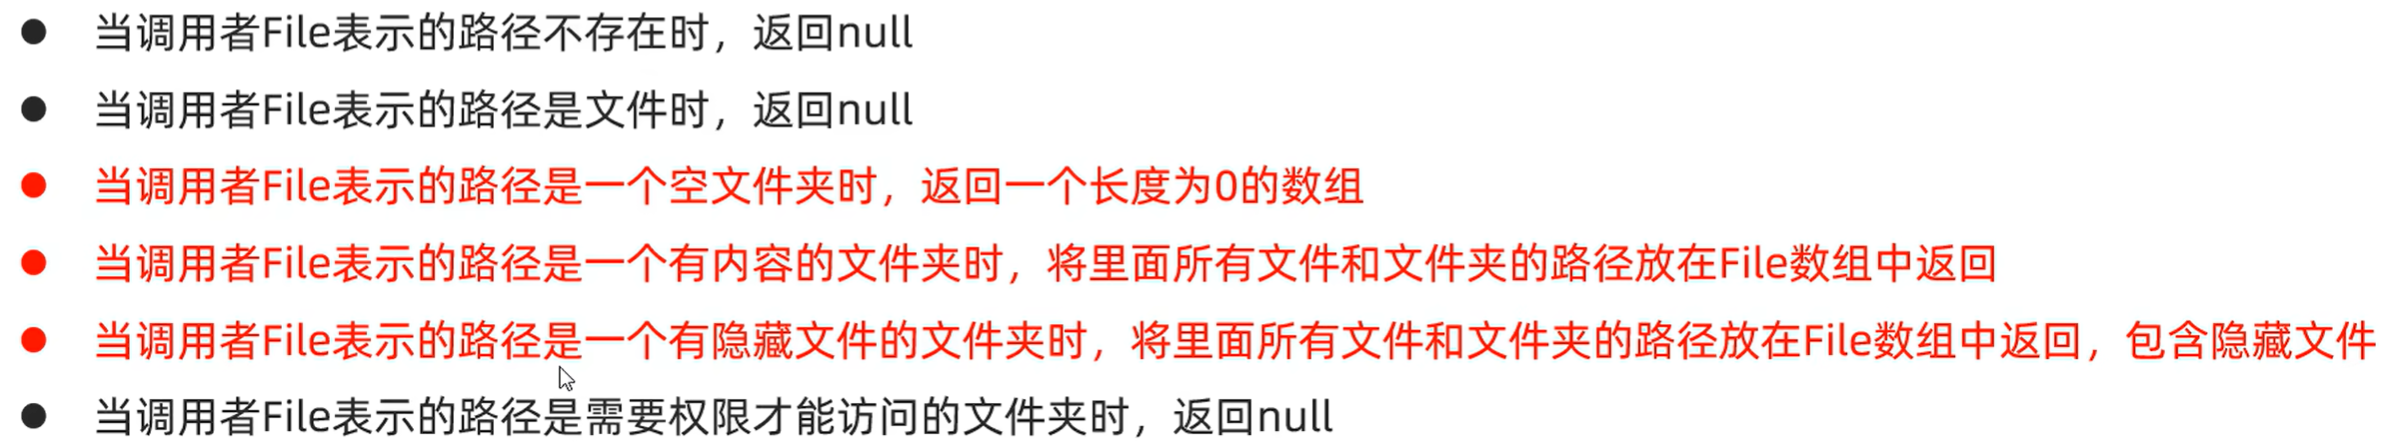 ● 当调用者File表示的路径不存在时，返回null
● 当调用者File表示的路径是文件时，返回null
● 当调用者File表示的路径是一个空文件夹时，返回一个长度为0的数组
● 当调用者File表示的路径是一个有内容的文件夹时，将里面所有文件和文件夹的路径放在File数组中返回
● 当调用者File表示的路径是一个有隐藏文件的文件夹时，将里面所有文件和文件夹的路径放在File数组中返回，包含隐藏文件
● 当调用者File表示的路径是需要权限才能访问的文件夹时，返回null